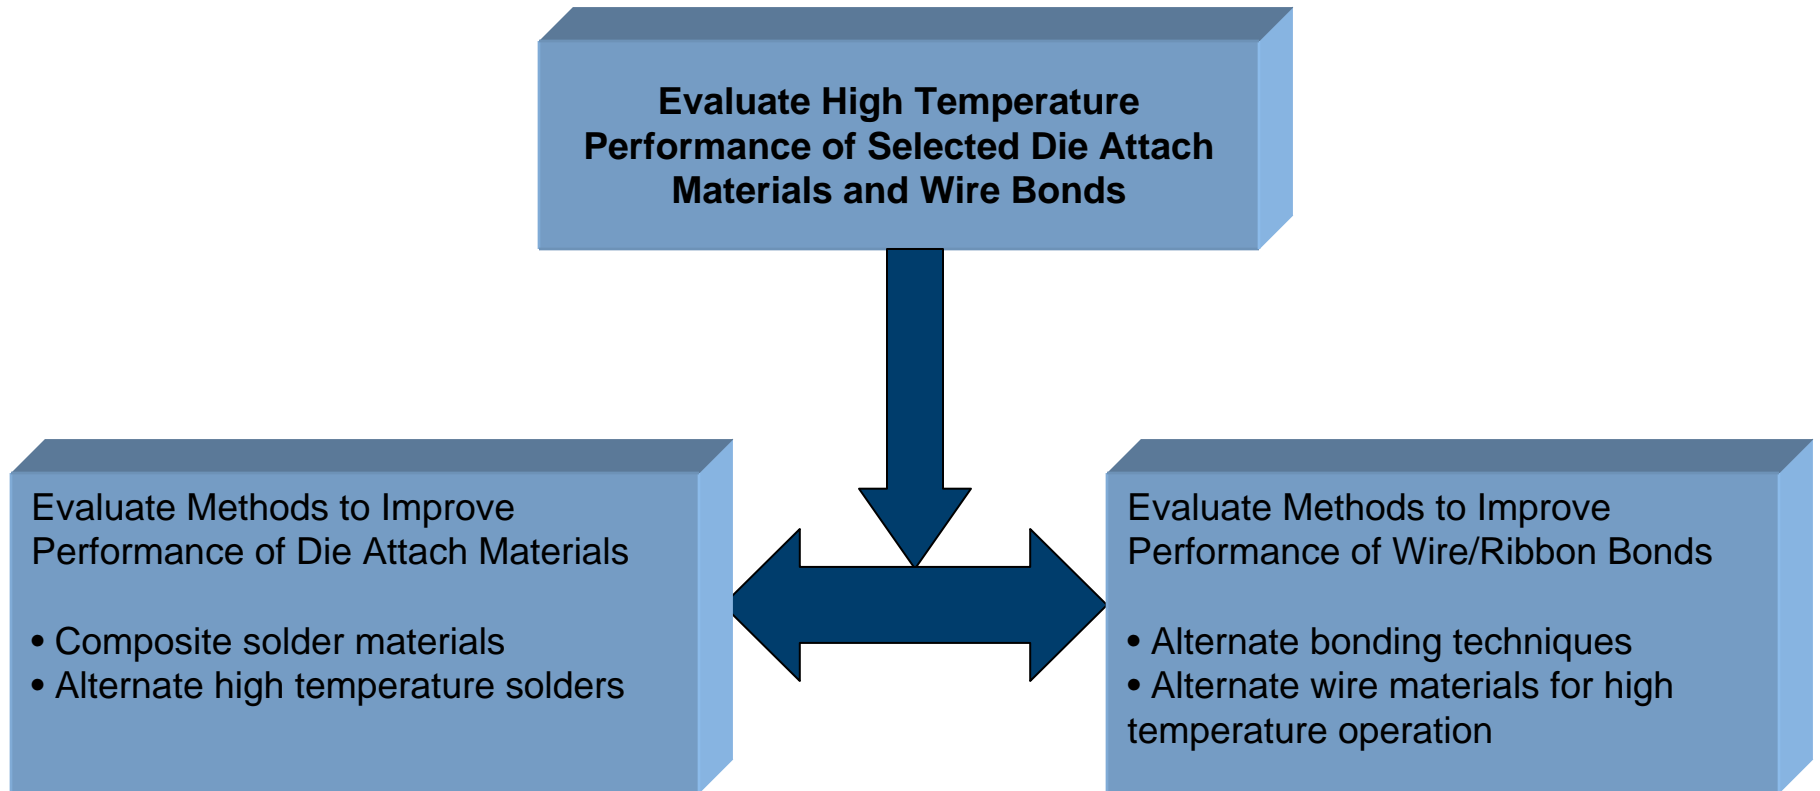 Evaluate High Temperature
Performance of Selected Die Attach
Materials and Wire Bonds
Evaluate Methods to Improve
Performance of Die Attach Materials
• Composite solder materials
• Alternate high temperature solders
Evaluate Methods to Improve
Performance of Wire/Ribbon Bonds
• Alternate bonding techniques
• Alternate wire materials for high
temperature operation